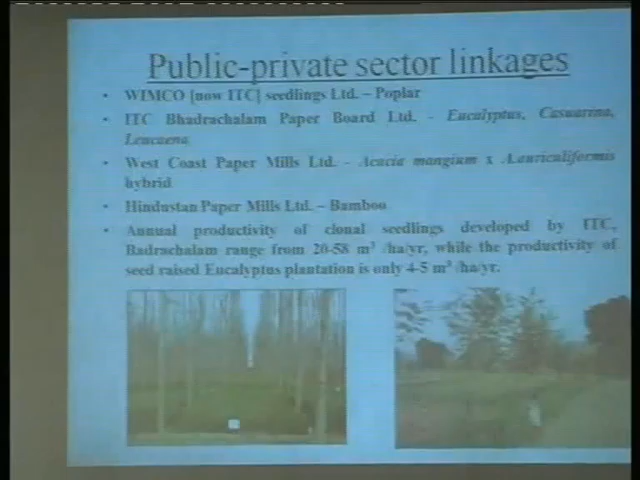 Public-private sector linkages
• WIMCO [now ITC] seedlings Ltd. – Poplar
• ITC Bhadrachalam Paper Board Ltd. - Eucalyptus, Casuarina,
Leucaena
• West Coast Paper Mills Ltd. - Acacia mangium x A.auriculiformis
hybrid
• Hindustan Paper Mills Ltd. – Bamboo
• Annual productivity of clonal seedlings developed by ITC,
Badrachalam range from 20-58 m³ /ha/yr, while the productivity of
seed raised Eucalyptus plantation is only 4-5 m³ /ha/yr.